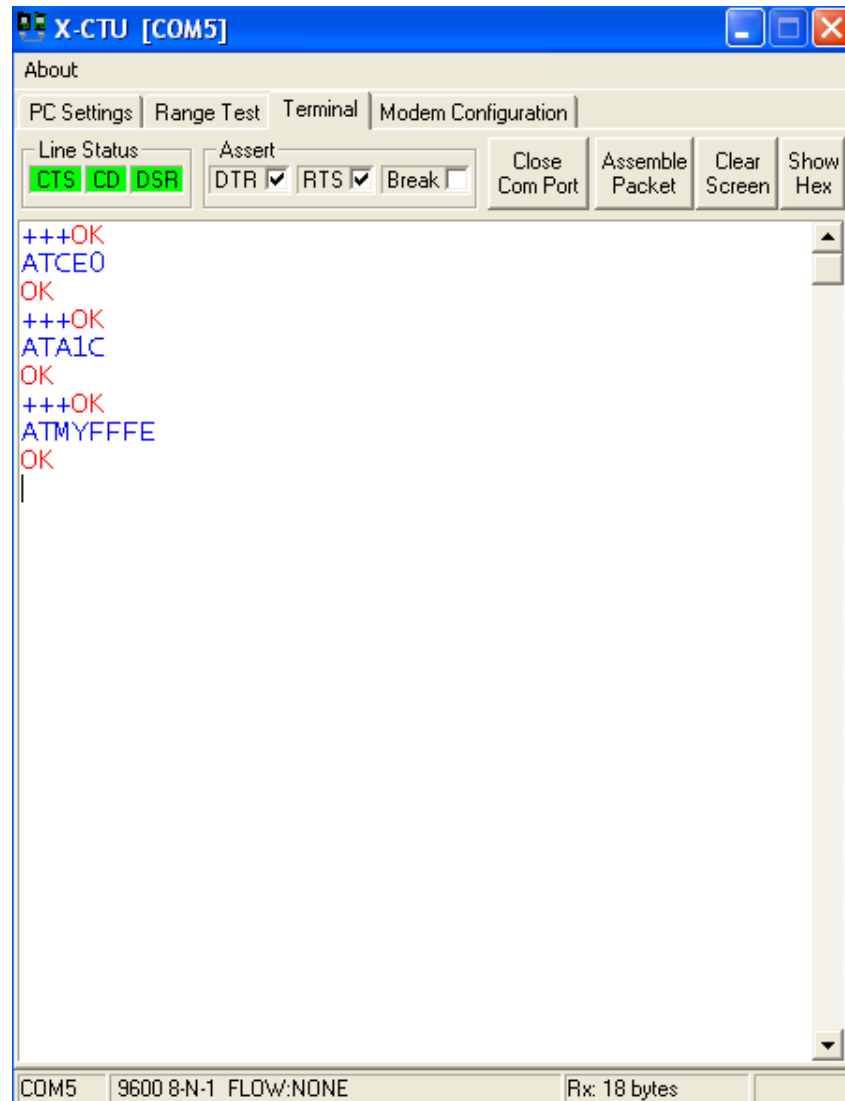 X-CTU [COM5]
About
PC Settings Range Test Terminal Modem Configuration
Line Status
CTS CD DSR
Assert
DTR RTS Break
Close Com Port
Assemble Packet
Clear Screen
Show Hex
+++OK
ATCE0
OK
+++OK
ATA1C
OK
+++OK
ATMYFFFE
OK
COM5 9600 8-N-1 FLOW:NONE Rx: 18 bytes